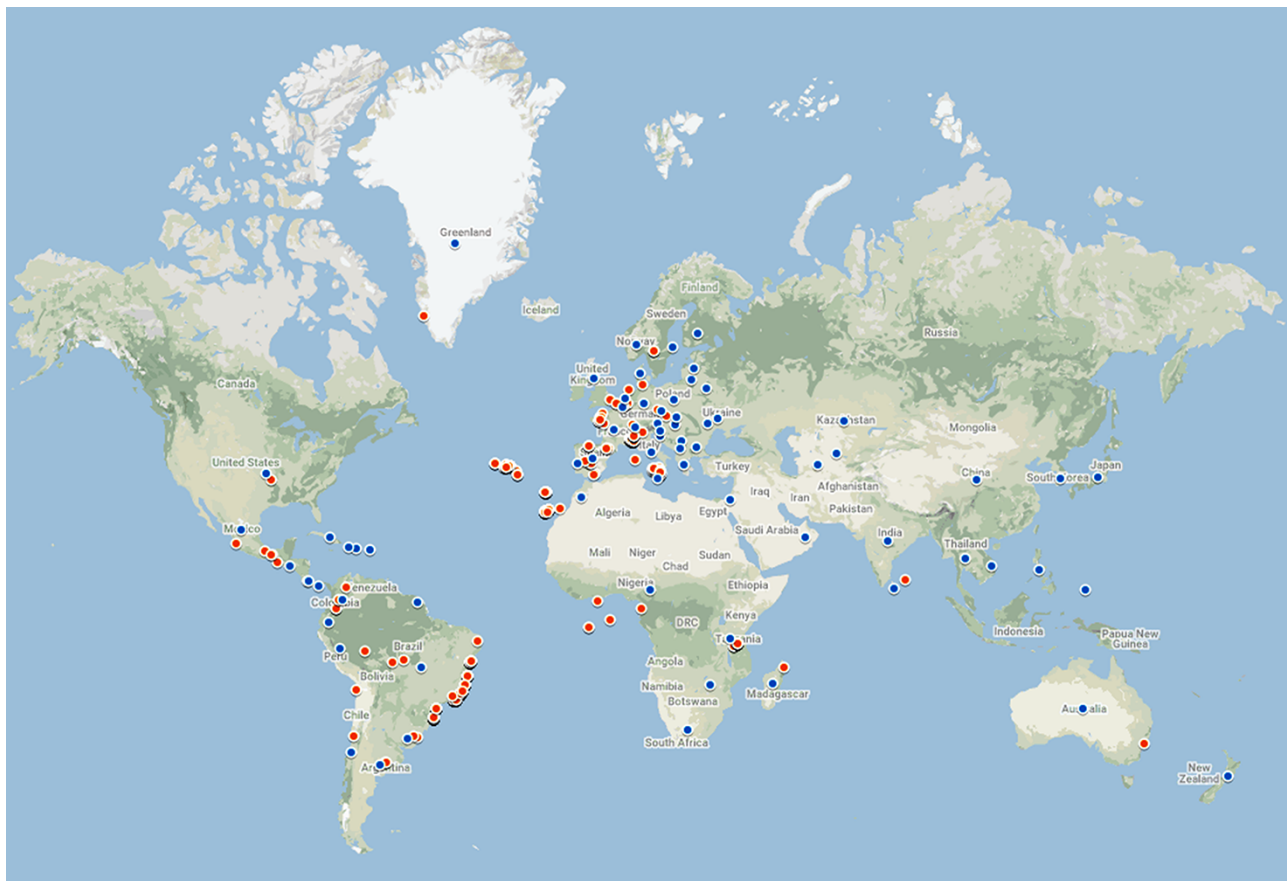 Greenland
Iceland
Finland
Sweden
Russia
United
Kingdom
Canada
Poland
Ukraine
Kazakhstan
Mongolia
United States
Turkey
China
Japan
South Korea
Afghanistan
Iraq
Iran
Pakistan
Algeria
Libya
Egypt
Saudi Arabia
Mexico
India
Thailand
Mali
Niger
Sudan
Chad
Nigeria
Ethiopia
Venezuela
Colombia
DRC
Kenya
Tanzania
Indonesia
Papua New
Guinea
Brazil
Peru
Bolivia
Angola
Namibia
Botswana
Madagascar
Chile
Australia
South Africa
Argentina
New
Zealand